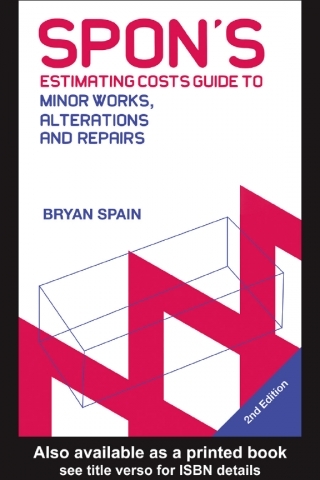 SPON'S
ESTIMATING COSTS GUIDE TO
MINOR WORKS,
ALTERATIONS
AND REPAIRS
BRYAN SPAIN
2nd Edition
Also available as a printed book
see title verso for ISBN details